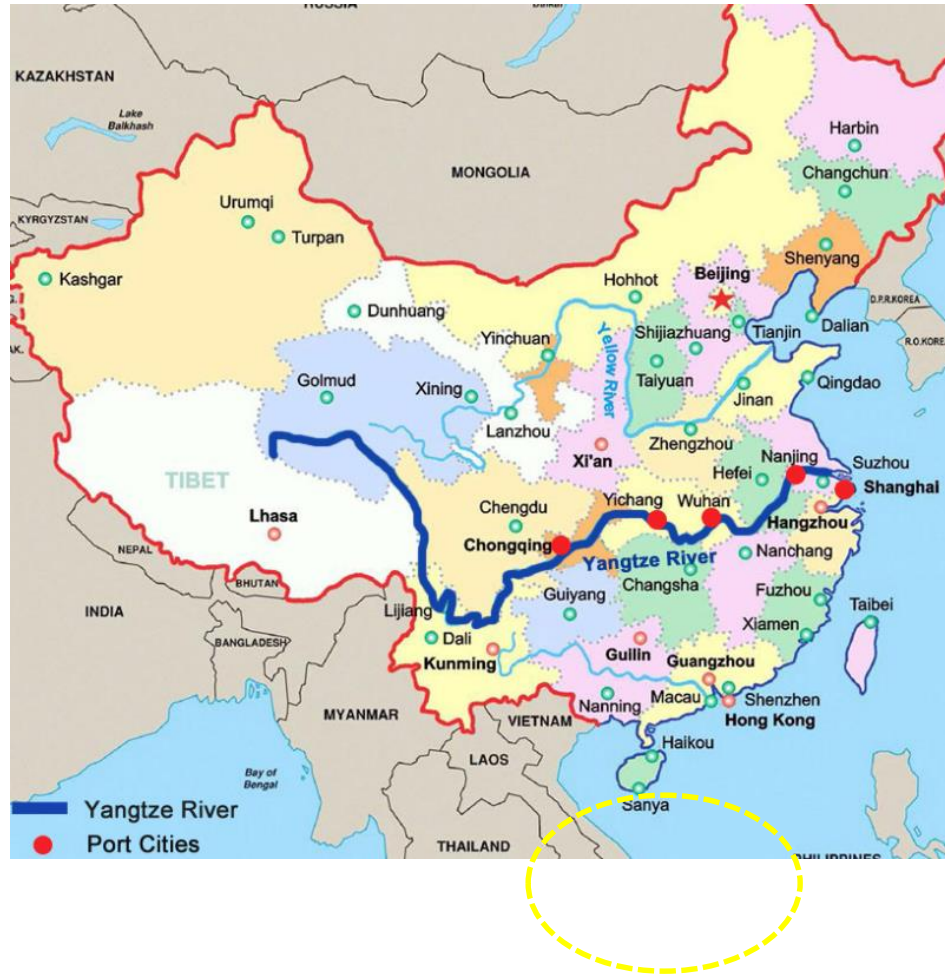 RUSSIA
KAZAKHSTAN
Lake
Balkhash
MONGOLIA
Harbin
Changchun
KYRGYZSTAN
Urumqi
Turpan
Shenyang
Kashgar
Hohhot
Beijing
D.P.R.KOREA
Dunhuang
Yinchuan
Yellow River
Shijiazhuang
Tianjin
Dalian
R.O.KORE
AK.
Golmud
Xining
Taiyuan
Jinan
Qingdao
Lanzhou
Zhengzhou
Xi'an
Nanjing
Suzhou
TIBET
Hefei
Shanghai
Chengdu
Yichang
Wuhan
Hangzhou
Lhasa
Chongqing
Yangtze River
Nanchang
NEPAL
BHUTAN
Changsha
Guiyang
Fuzhou
Lijiang
INDIA
Taibei
BANGLADESH
Dali
Xiamen
Kunming
Guilin
Guangzhou
Nanning
Macau
Shenzhen
MYANMAR
VIETNAM
Hong Kong
Haikou
LAOS
Bay of
Bengal
Sanya
Yangtze River
Port Cities
THAILAND
PHILIPPINES